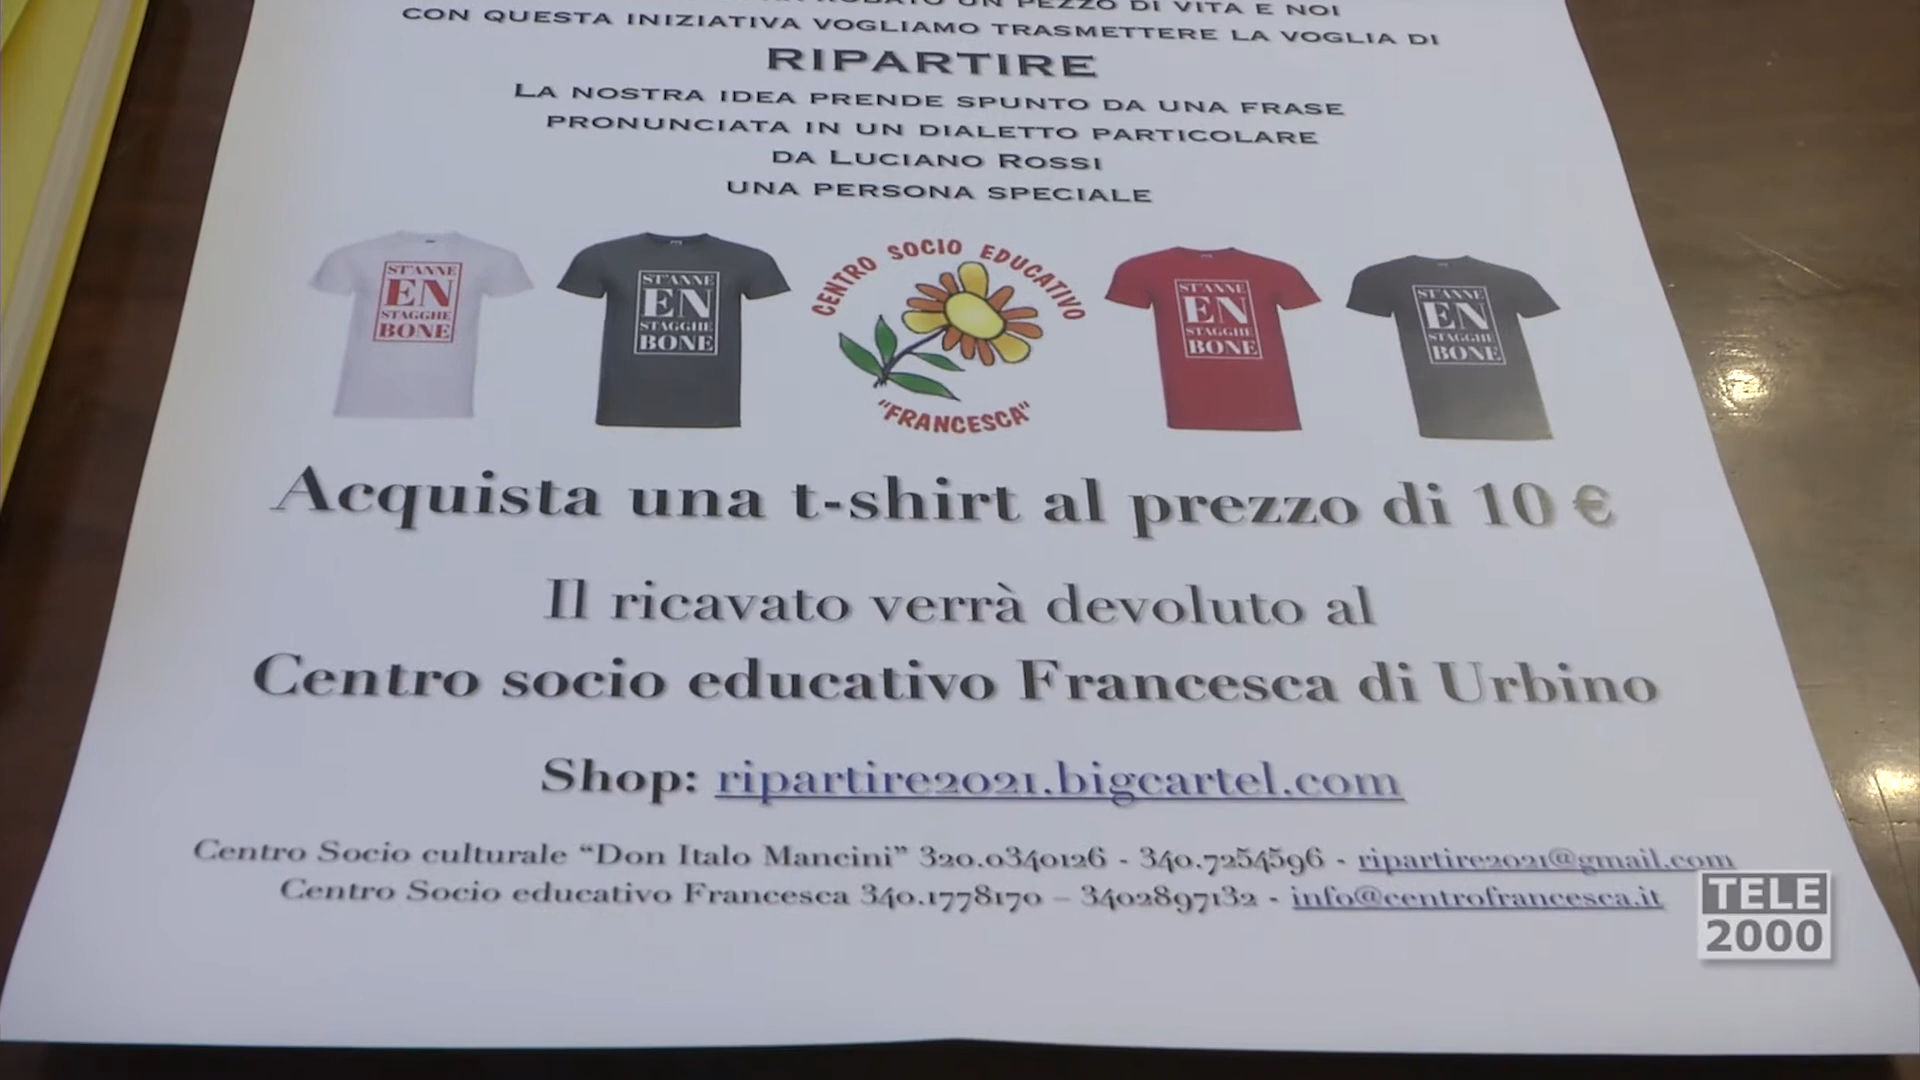 UN PEZZO DI VITA E NOI
CON QUESTA INIZIATIVA VOGLIAMO TRASMETTERE LA VOGLIA DI
RIPARTIRE
LA NOSTRA IDEA PRENDE SPUNTO DA UNA FRASE
PRONUNCIATA IN UN DIALETTO PARTICOLARE
DA LUCIANO ROSSI
UNA PERSONA SPECIALE
ST'ANNE
EN
STAGGHE
BONE
ST'ANNE
EN
STAGGHE
BONE
CENTRO SOCIO EDUCATIVO
"FRANCESCA"
ST'ANNE
EN
STAGGHE
BONE
ST'ANNE
EN
STAGGHE
BONE
Acquista una t-shirt al prezzo di 10 €
Il ricavato verrà devoluto al
Centro socio educativo Francesca di Urbino
Shop: ripartire2021.bigcartel.com
Centro Socio culturale “Don Italo Mancini” 320.0340126 - 340.7254596 - ripartire2021@gmail.com
Centro Socio educativo Francesca 340.1778170 – 3402897132 - info@centrofrancesca.it
TELE
2000